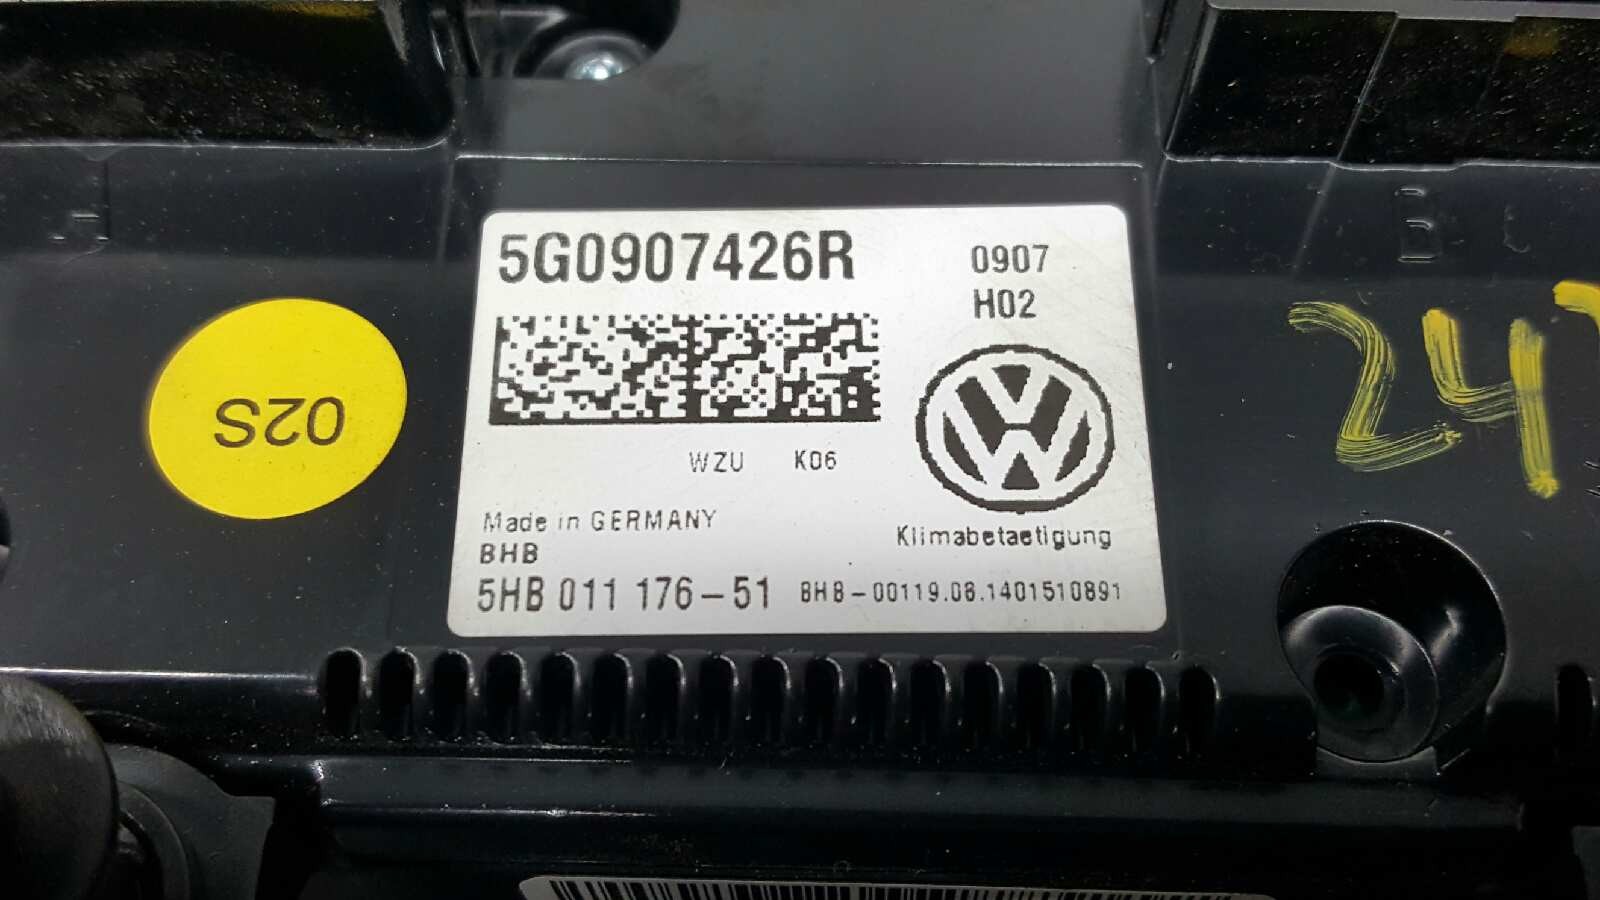 5G0907426R
0907
H02
WZU K06
Made in GERMANY
BHB
Klimabetaetigung
5HB 011 176-51
BHB-00119.08.1401510891
02S
24